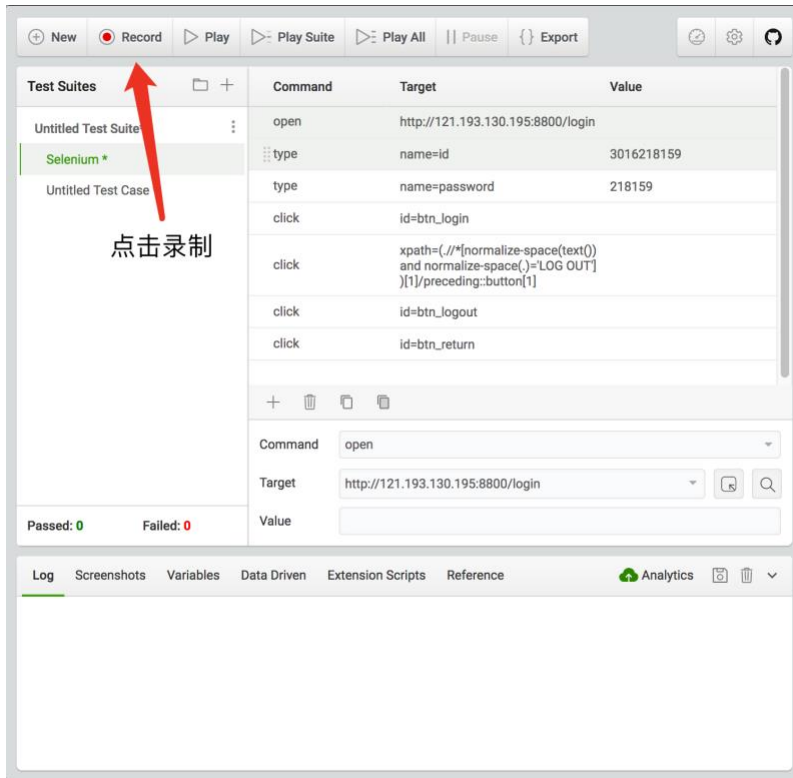 New Record Play Play Suite Play All Pause Export
Test Suites
Untitled Test Suite
Selenium *
Untitled Test Case
点击录制
Passed: 0 Failed: 0
Command Target Value
open http://121.193.130.195:8800/login
type name=id 3016218159
type name=password 218159
click id=btn_login
click xpath=(.//*[normalize-space(text())
and normalize-space(.)='LOG OUT']
)[1]/preceding::button[1]
click id=btn_logout
click id=btn_return
Command open
Target http://121.193.130.195:8800/login
Value
Log Screenshots Variables Data Driven Extension Scripts Reference Analytics